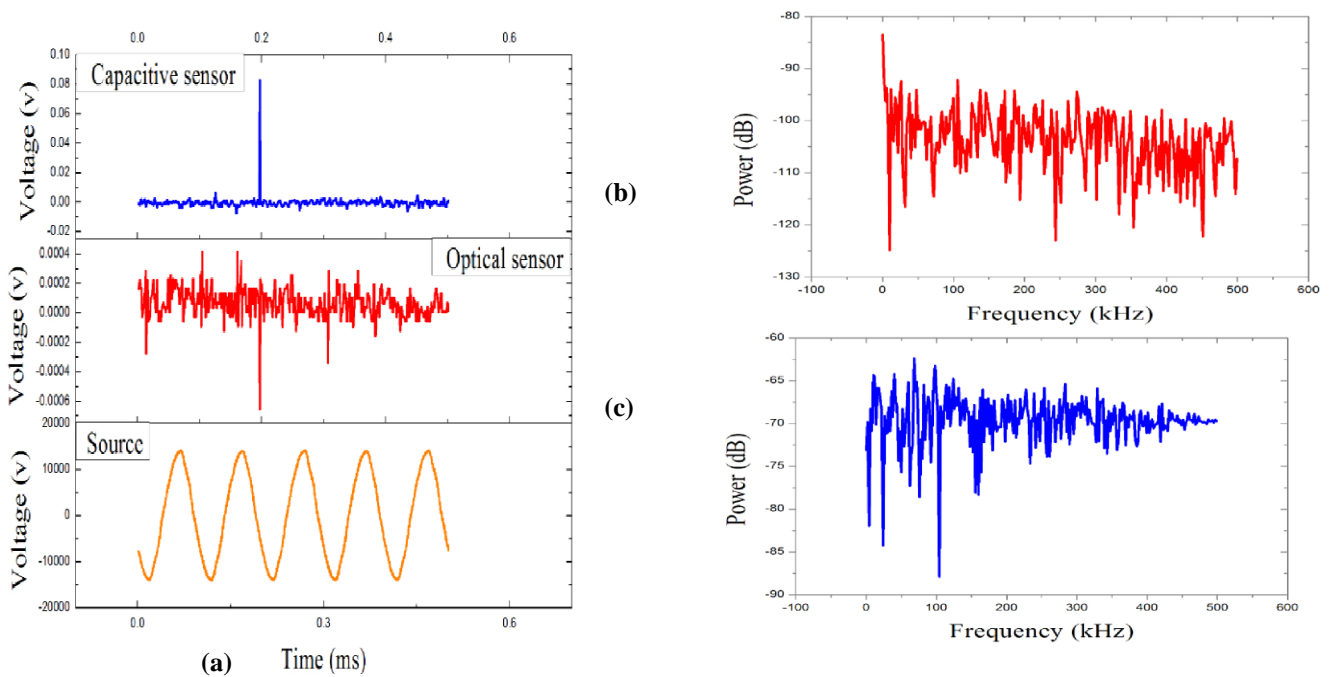 0.0 0.2 0.4 0.6
0.10
0.08
0.06
0.04
0.02
0.00
-0.02
Voltage (v)
Capacitive sensor
0.0004
0.0002
0.0000
-0.0002
-0.0004
-0.0006
Voltage (v)
Optical sensor
20000
10000
0
-10000
-20000
Voltage (v)
Source
0.0 0.3 0.6
(a) Time (ms)
(b)
-80
-90
-100
-110
-120
-130
Power (dB)
-100 0 100 200 300 400 500 600
Frequency (kHz)
(c)
-60
-65
-70
-75
-80
-85
-90
Power (dB)
-100 0 100 200 300 400 500 600
Frequency (kHz)